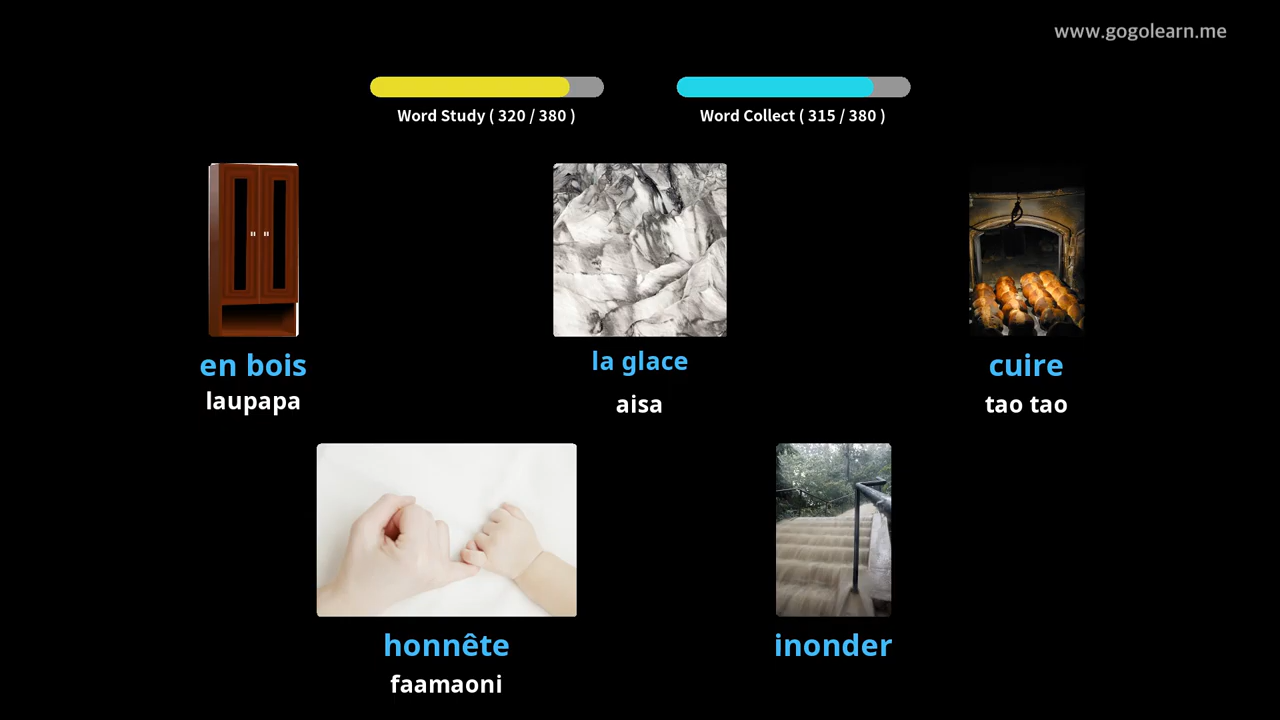 www.gogolearn.me
Word Study ( 320 / 380 )
Word Collect ( 315 / 380 )
en bois
laupapa
la glace
aisa
cuire
tao tao
honnête
faamaoni
inonder